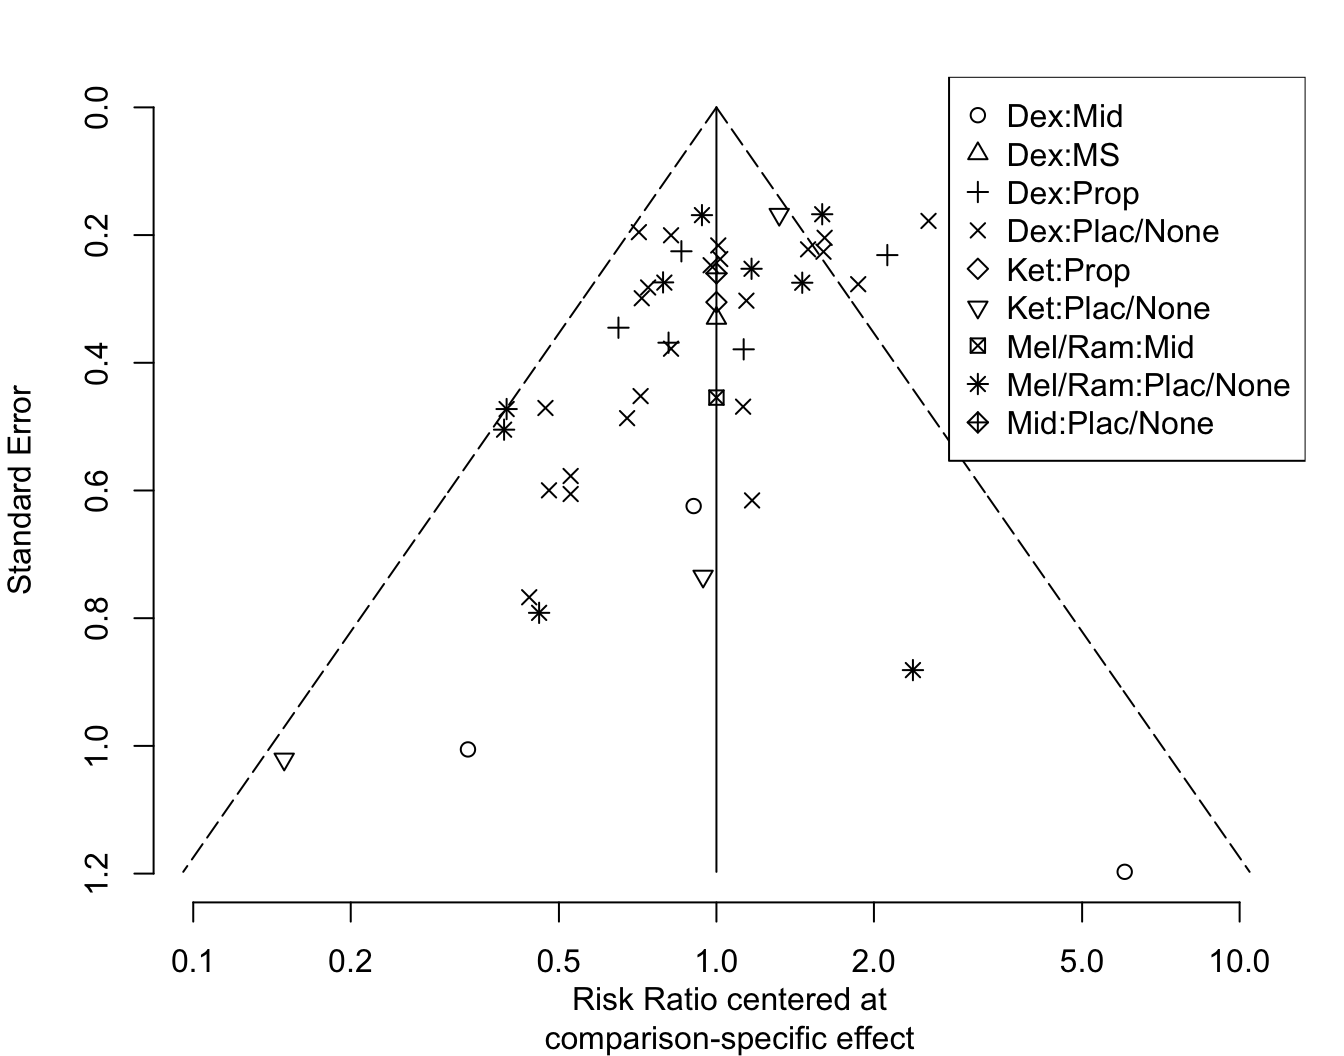 0.0
0.2
0.4
0.6
0.8
1.0
1.2
Standard Error
Dex:Mid
Dex:MS
Dex:Prop
Dex:Plac/None
Ket:Prop
Ket:Plac/None
Mel/Ram:Mid
Mel/Ram:Plac/None
Mid:Plac/None
0.1 0.2 0.5 1.0 2.0 5.0 10.0
Risk Ratio centered at
comparison-specific effect